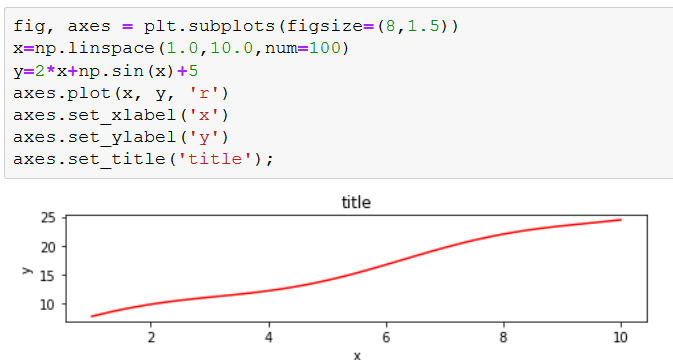 fig, axes = plt.subplots(figsize=(8,1.5))
x=np.linspace(1.0,10.0,num=100)
y=2*x+np.sin(x)+5
axes.plot(x, y, 'r')
axes.set_xlabel('x')
axes.set_ylabel('y')
axes.set_title('title');
title
25
20
15
10
y
2 4 6 8 10
x